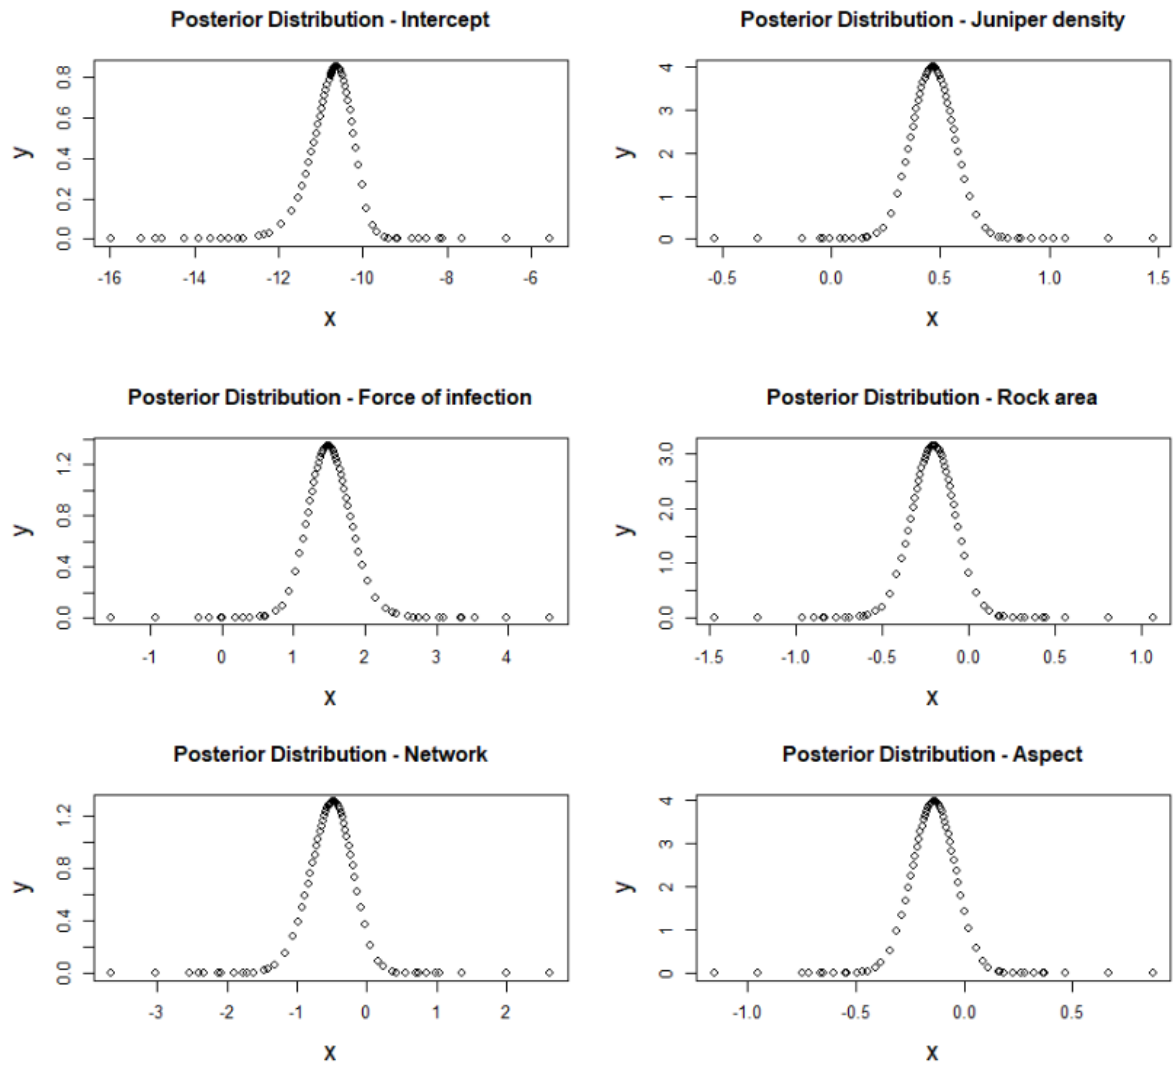 Posterior Distribution - Intercept
y
0.0 0.2 0.4 0.6 0.8
-16 -14 -12 -10 -8 -6
x
Posterior Distribution - Juniper density
y
0 1 2 3 4
-0.5 0.0 0.5 1.0 1.5
x
Posterior Distribution - Force of infection
y
0.0 0.4 0.8 1.2
-1 0 1 2 3 4
x
Posterior Distribution - Rock area
y
0.0 1.0 2.0 3.0
-1.5 -1.0 -0.5 0.0 0.5 1.0
x
Posterior Distribution - Network
y
0.0 0.4 0.8 1.2
-3 -2 -1 0 1 2
x
Posterior Distribution - Aspect
y
0 1 2 3 4
-1.0 -0.5 0.0 0.5
x